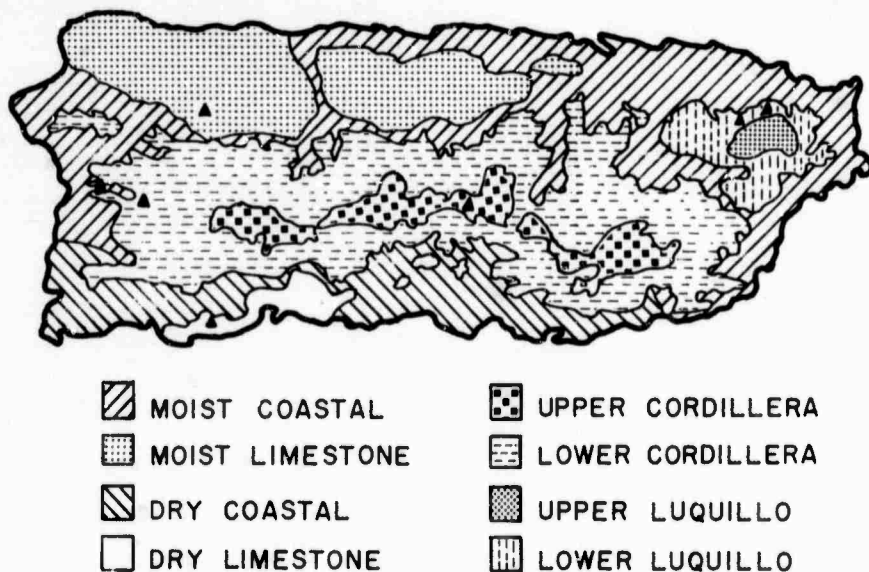 MOIST COASTAL
MOIST LIMESTONE
DRY COASTAL
DRY LIMESTONE
UPPER CORDILLERA
LOWER CORDILLERA
UPPER LUQUILLO
LOWER LUQUILLO